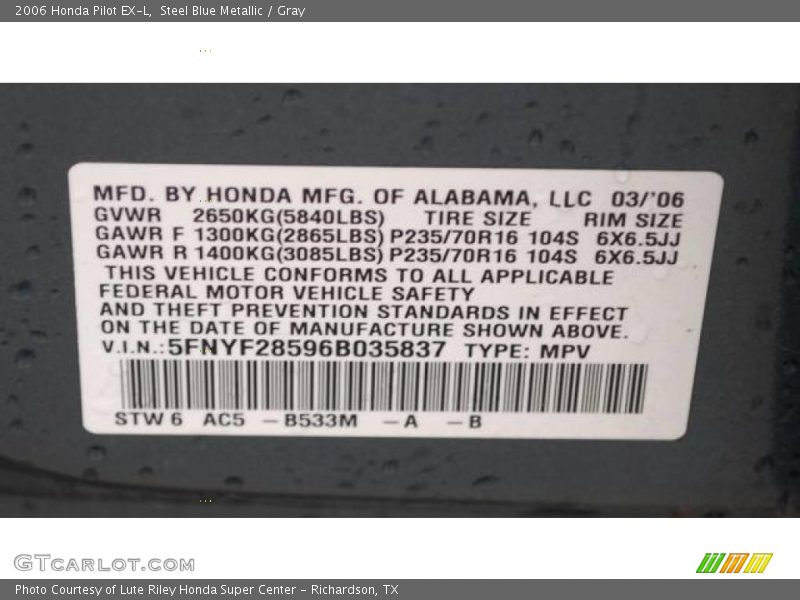 2006 Honda Pilot EX-L,  Steel Blue Metallic / Gray
MFD. BY HONDA MFG. OF ALABAMA, LLC 03/'06
GVWR 2650KG(5840LBS) TIRE SIZE RIM SIZE
GAWR F 1300KG(2865LBS) P235/70R16 104S 6X6.5JJ
GAWR R 1400KG(3085LBS) P235/70R16 104S 6X6.5JJ
THIS VEHICLE CONFORMS TO ALL APPLICABLE
FEDERAL MOTOR VEHICLE SAFETY
AND THEFT PREVENTION STANDARDS IN EFFECT
ON THE DATE OF MANUFACTURE SHOWN ABOVE.
V.I.N.: 5FNYF28596B035837 TYPE: MPV
STW 6 AC5 – B533M – A – B
GTCARLOT.COM
Photo Courtesy of Lute Riley Honda Super Center - Richardson, TX